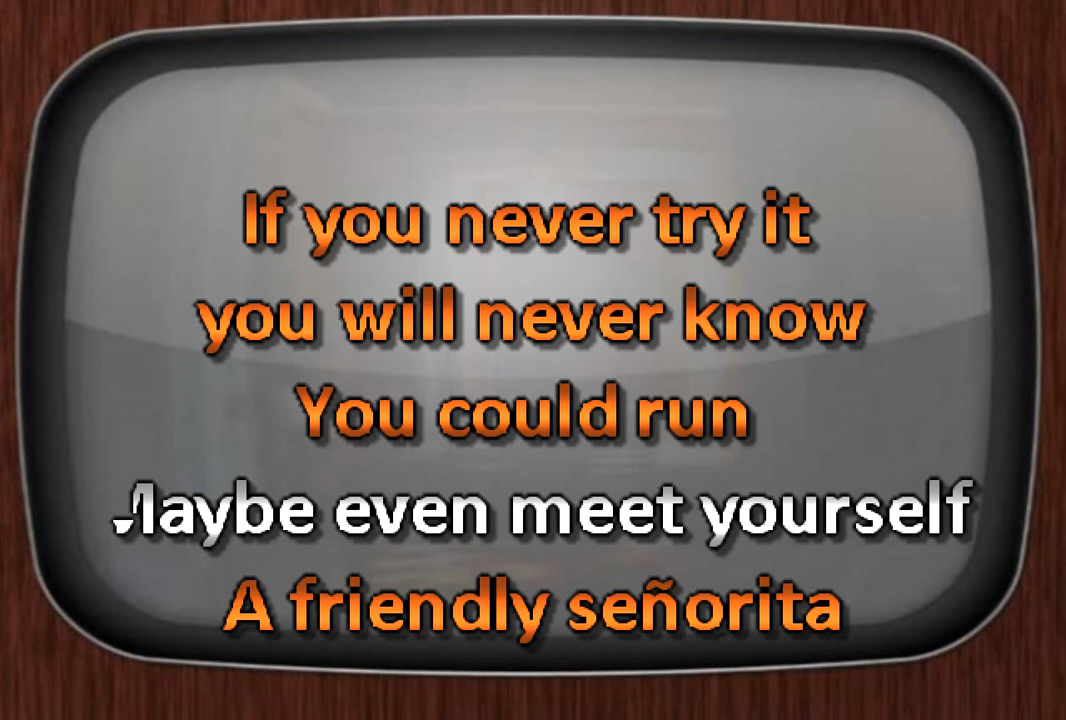 If you never try it
you will never know
You could run
Maybe even meet yourself
A friendly señorita